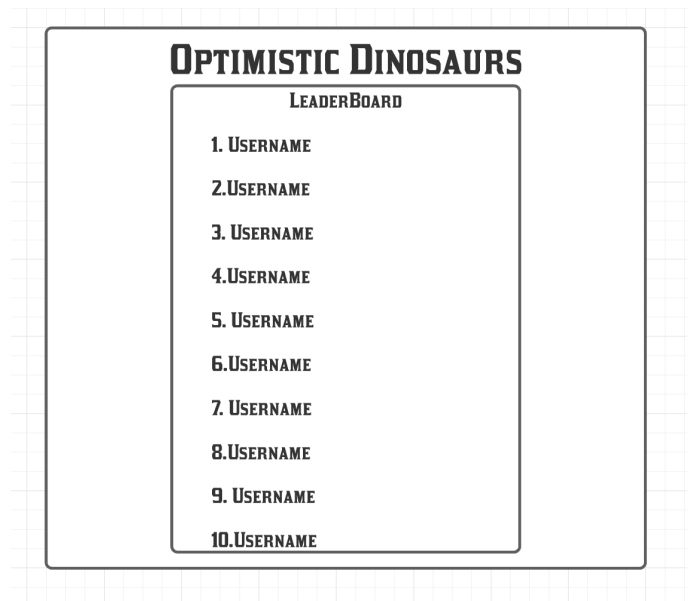 Optimistic Dinosaurs
LeaderBoard
1. Username
2.Username
3. Username
4.Username
5. Username
6.Username
7. Username
8.Username
9. Username
10.Username